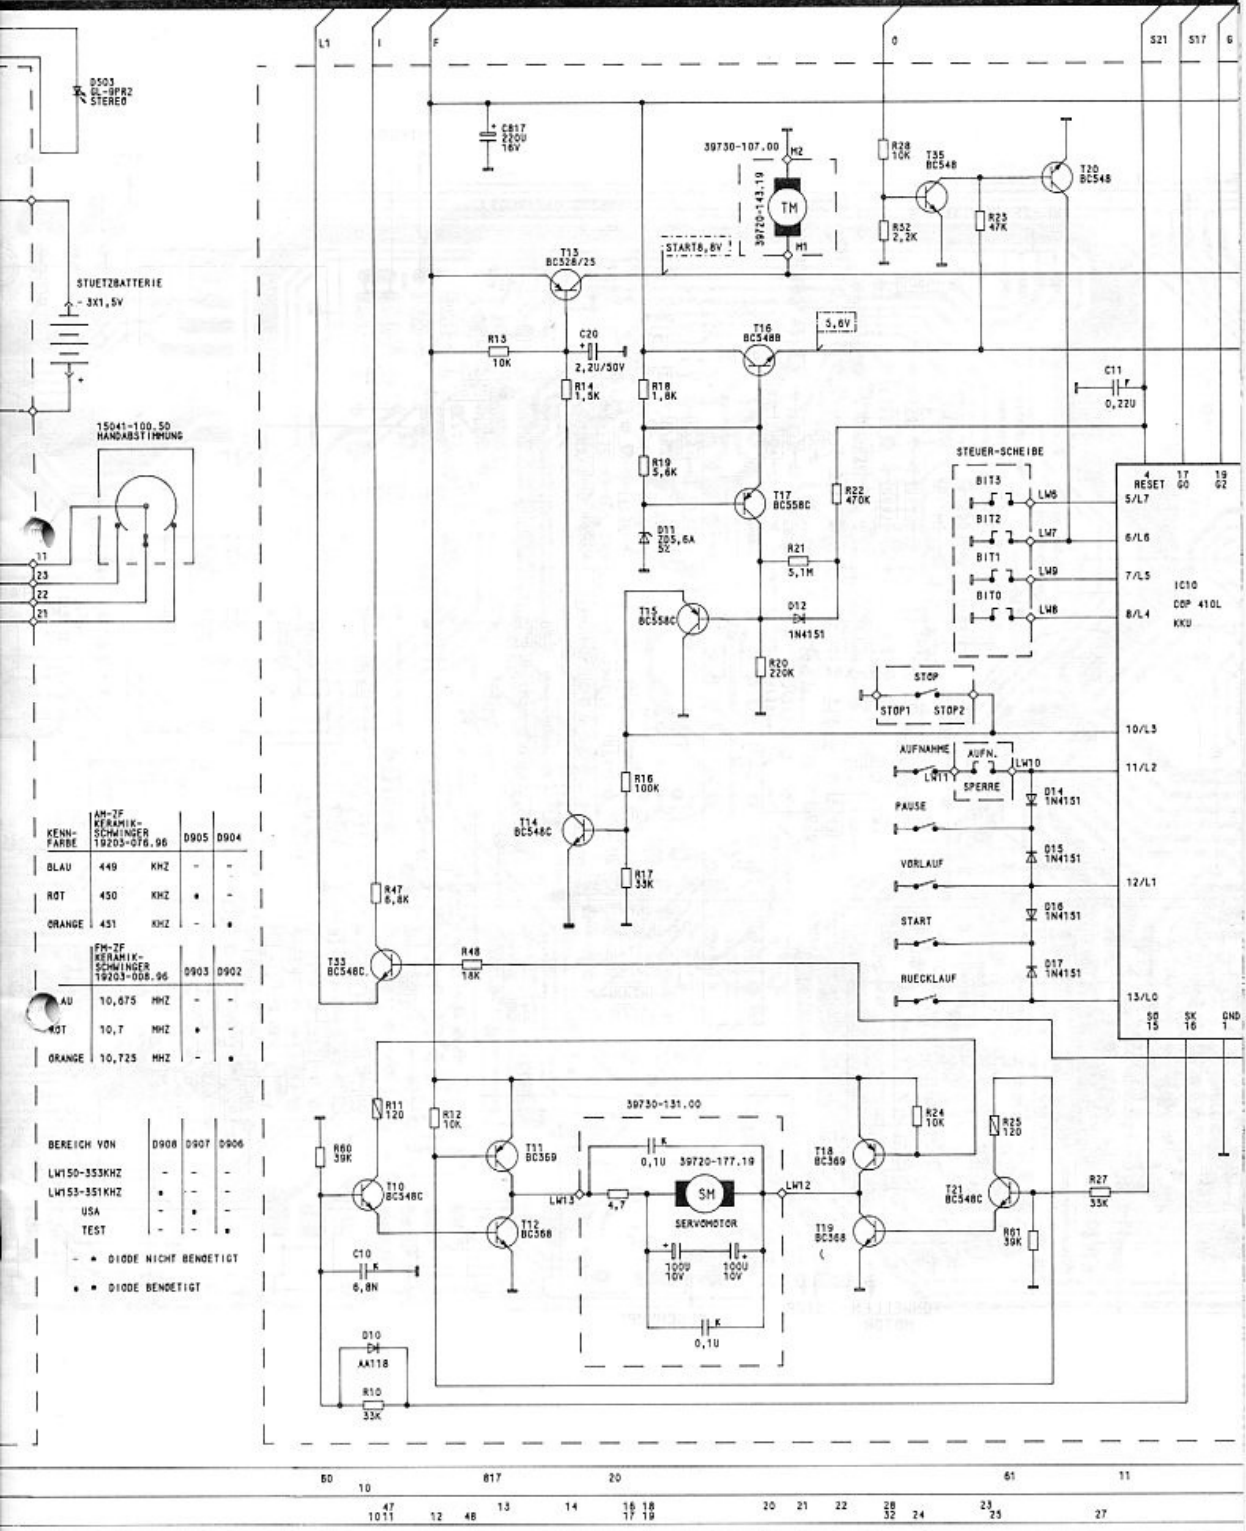 L1
I
F
O
S21
S17
G
D503
GL-9PR2
STEREO
C817
220U
16V
39730-107.00
M2
39720-143.19
TM
M1
R28
10K
T35
BC548
T20
BC548
R32
2,2K
R23
47K
START8,8V
T13
BC328/25
STUETZBATTERIE
- 3X1,5V
+
R13
10K
C20
2,2U/50V
T16
BC548B
5,6V
R14
1,5K
R18
1,8K
C11
0,22U
15041-100.50
HANDABSTIMMUNG
R19
5,6K
T17
BC558C
R22
470K
STEUER-SCHEIBE
BIT3
LW6
BIT2
LW7
BIT1
LW9
BIT0
LW8
4
RESET
17
G0
19
G2
5/L7
6/L6
7/L5
8/L4
IC10
COP 410L
KKU
D11
ZD5,6A
5%
R21
5,1M
D12
1N4151
T15
BC558C
R20
220K
11
23
22
21
STOP
STOP1
STOP2
10/L3
AUFNAHME
LW11
AUFN.
SPERRE
LW10
11/L2
D14
1N4151
PAUSE
D15
1N4151
VORLAUF
12/L1
D16
1N4151
START
D17
1N4151
RUECKLAUF
13/L0
SO
15
SK
16
GND
1
R16
100K
T14
BC548C
R17
33K
R47
6,8K
T33
BC548C
R48
18K
KENN-
FARBE
AM-ZF
KERAMIK-
SCHWINGER
19203-076.96
D905
D904
BLAU 449 KHZ - -
ROT 450 KHZ • -
ORANGE 451 KHZ - •
FM-ZF
KERAMIK-
SCHWINGER
19203-008.96
D903
D902
AU 10,675 MHZ - -
ROT 10,7 MHZ • -
ORANGE 10,725 MHZ - •
BEREICH VON D908 D907 D906
LW150-353KHZ - - -
LW153-351KHZ • - -
USA - • -
TEST - - •
- = DIODE NICHT BENOETIGT
• = DIODE BENOETIGT
R11
120
R12
10K
R60
39K
T10
BC548C
T11
BC369
T12
BC368
C10
6,8N
D10
AA118
R10
33K
39730-131.00
0,1U
39720-177.19
LW13
4,7
SM
SERVOMOTOR
LW12
100U
10V
100U
10V
0,1U
T18
BC369
T19
BC368
R24
10K
R25
120
T21
BC548C
R27
33K
R61
39K
60
10
817
20
61
11
47
10 11
12
48
13
14
16 18
17 19
20
21
22
28
32
24
23
25
27